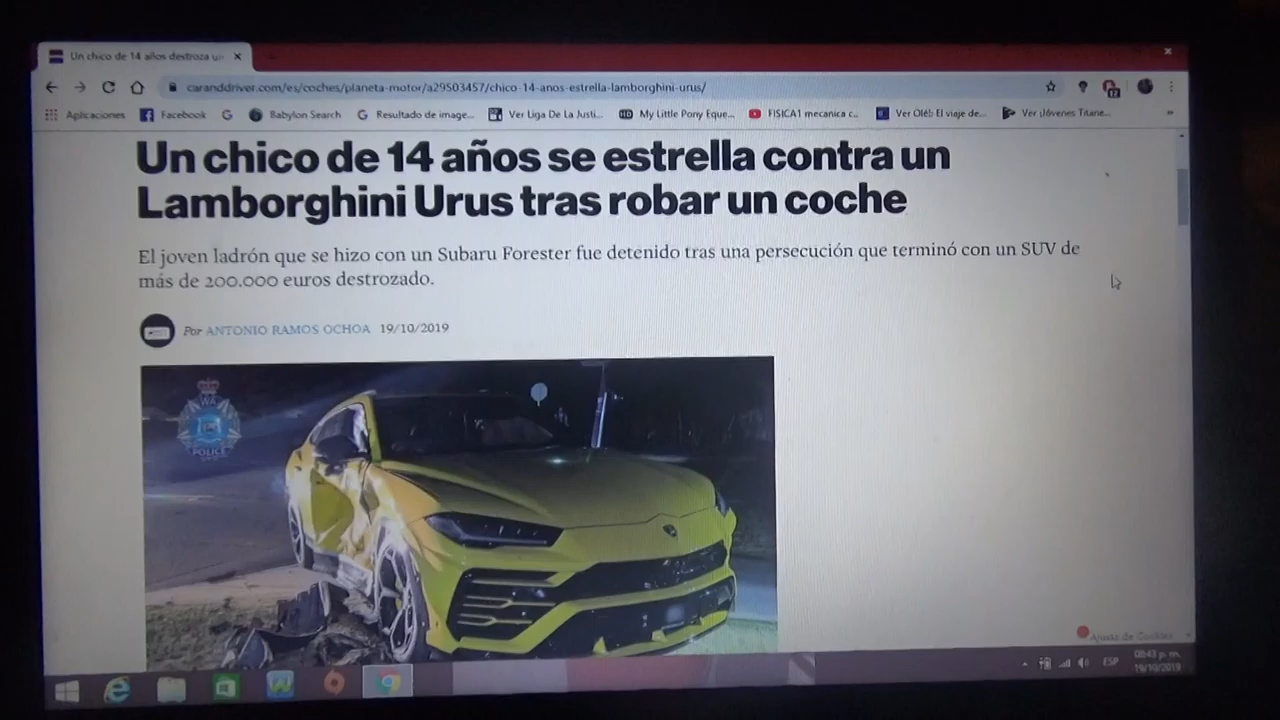 Un chico de 14 años destroza un
caranddriver.com/es/coches/planeta-motor/a29503457/chico-14-anos-estrella-lamborghini-urus/
12
Aplicaciones Facebook Babylon Search Resultado de image... Ver Liga De La Justi... My Little Pony Eque... FISICA1 mecanica c... Ver Olé!: El viaje de... Ver ¡Jóvenes Titane...
Un chico de 14 años se estrella contra un
Lamborghini Urus tras robar un coche
El joven ladrón que se hizo con un Subaru Forester fue detenido tras una persecución que terminó con un SUV de
más de 200.000 euros destrozado.
Por ANTONIO RAMOS OCHOA 19/10/2019
WA
POLICE
Ajuste de Cookies
ESP
08:43 p. m.
19/10/2019